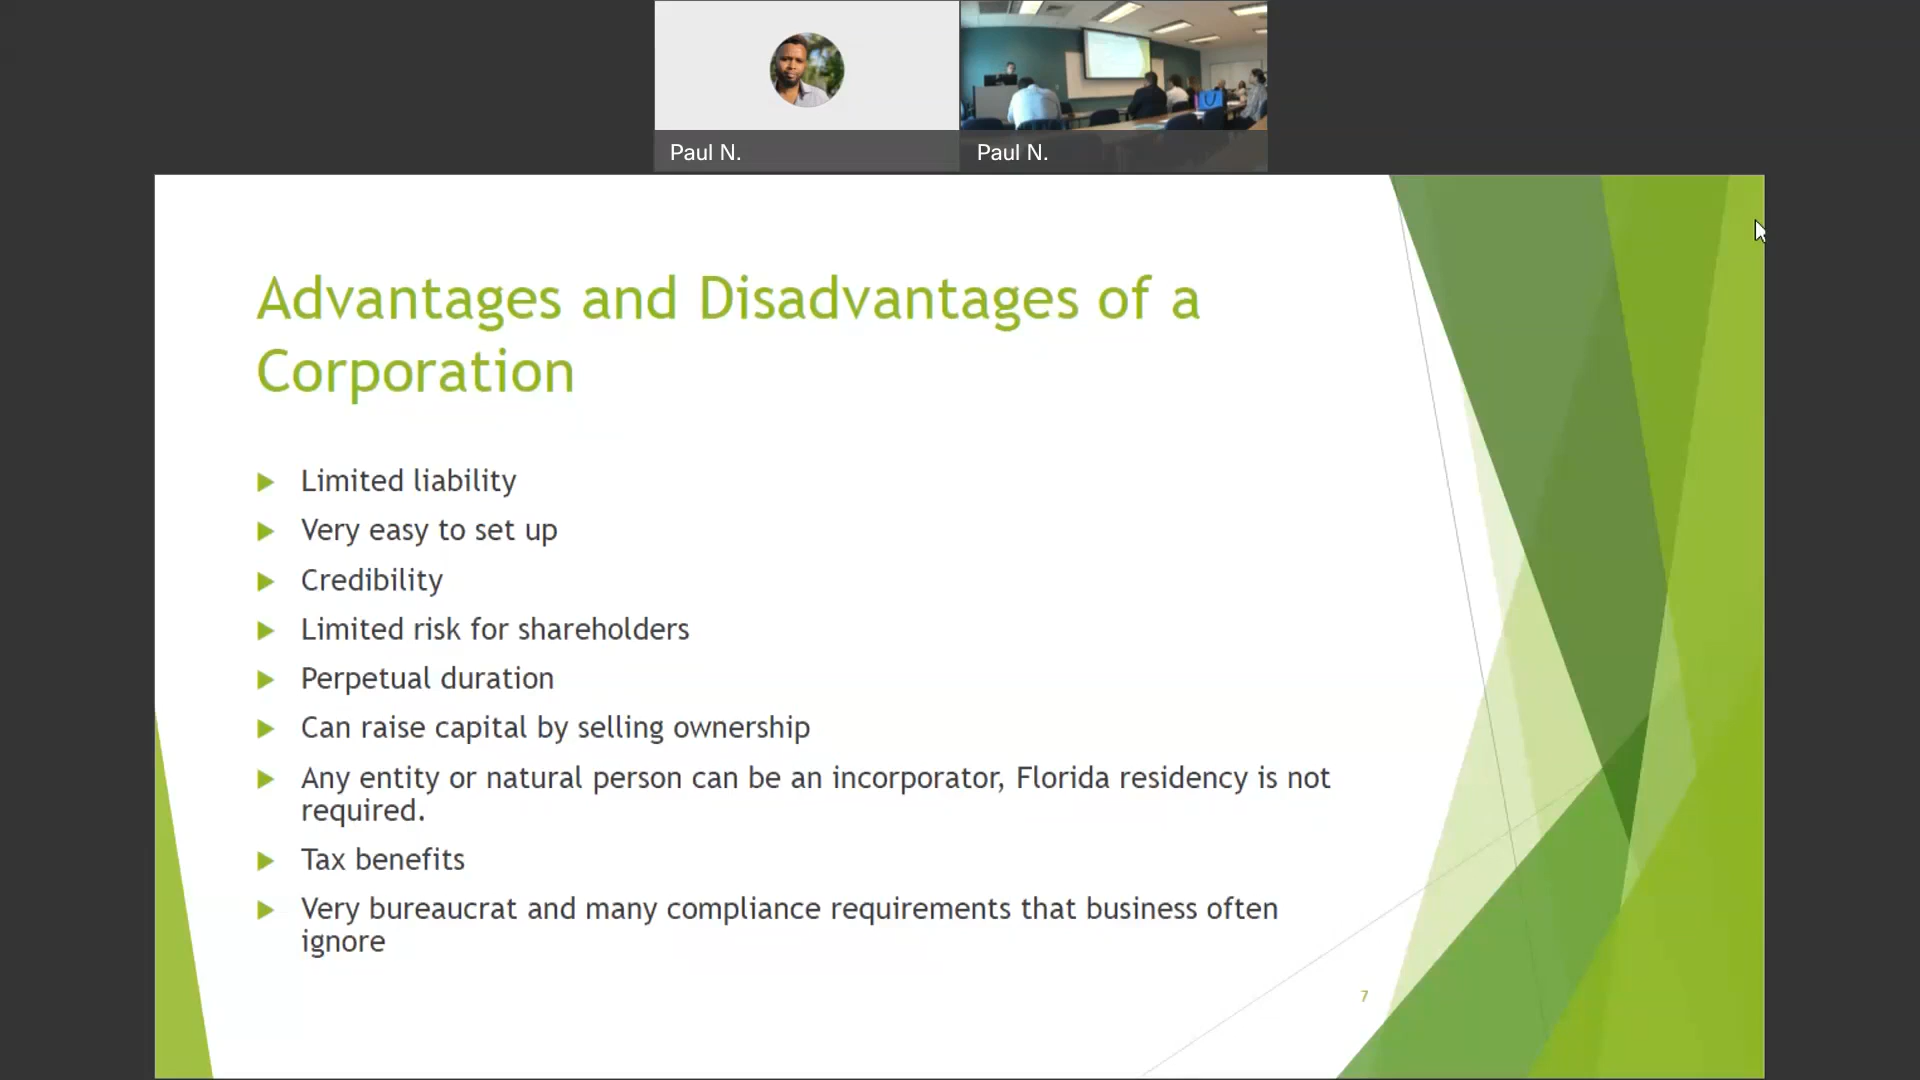 Paul N.
Paul N.
Advantages and Disadvantages of a
Corporation
Limited liability
Very easy to set up
Credibility
Limited risk for shareholders
Perpetual duration
Can raise capital by selling ownership
Any entity or natural person can be an incorporator, Florida residency is not
required.
Tax benefits
Very bureaucrat and many compliance requirements that business often
ignore
7